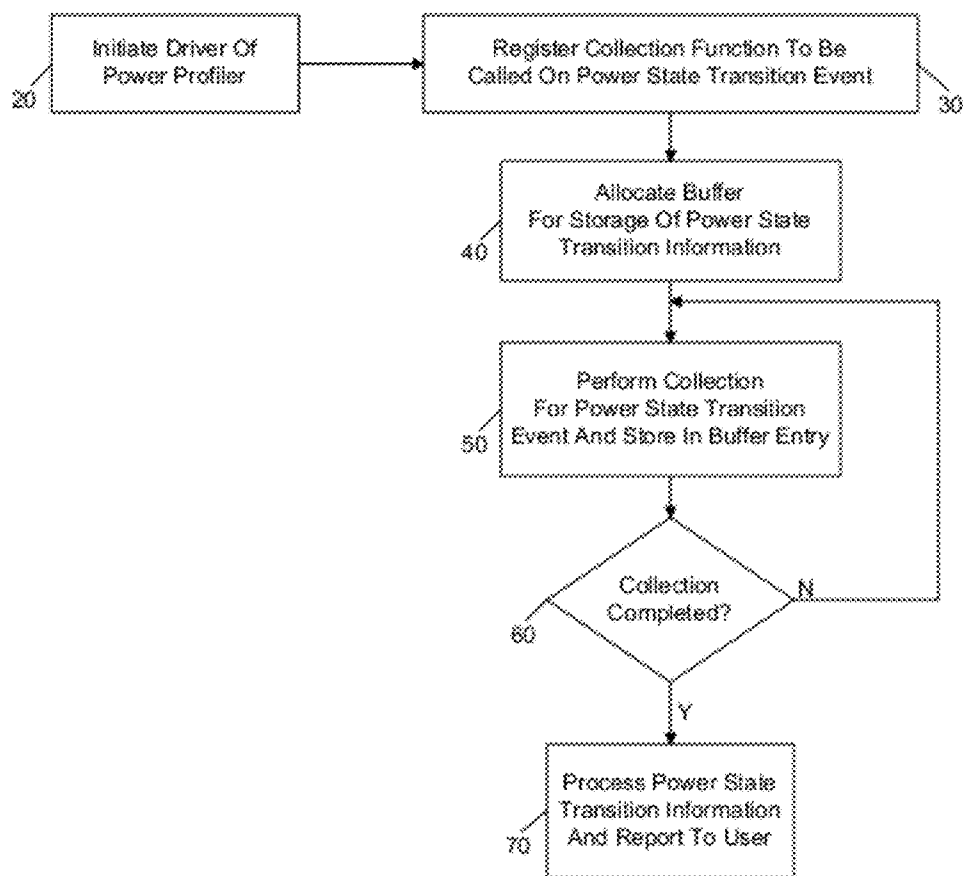 Initiate Driver Of
Power Profiler
20
Register Collection Function To Be
Called On Power State Transition Event
30
Allocate Buffer
For Storage Of Power State
Transition Information
40
Perform Collection
For Power State Transition
Event And Store In Buffer Entry
50
Collection
Completed?
60
N
Y
Process Power State
Transition Information
And Report To User
70